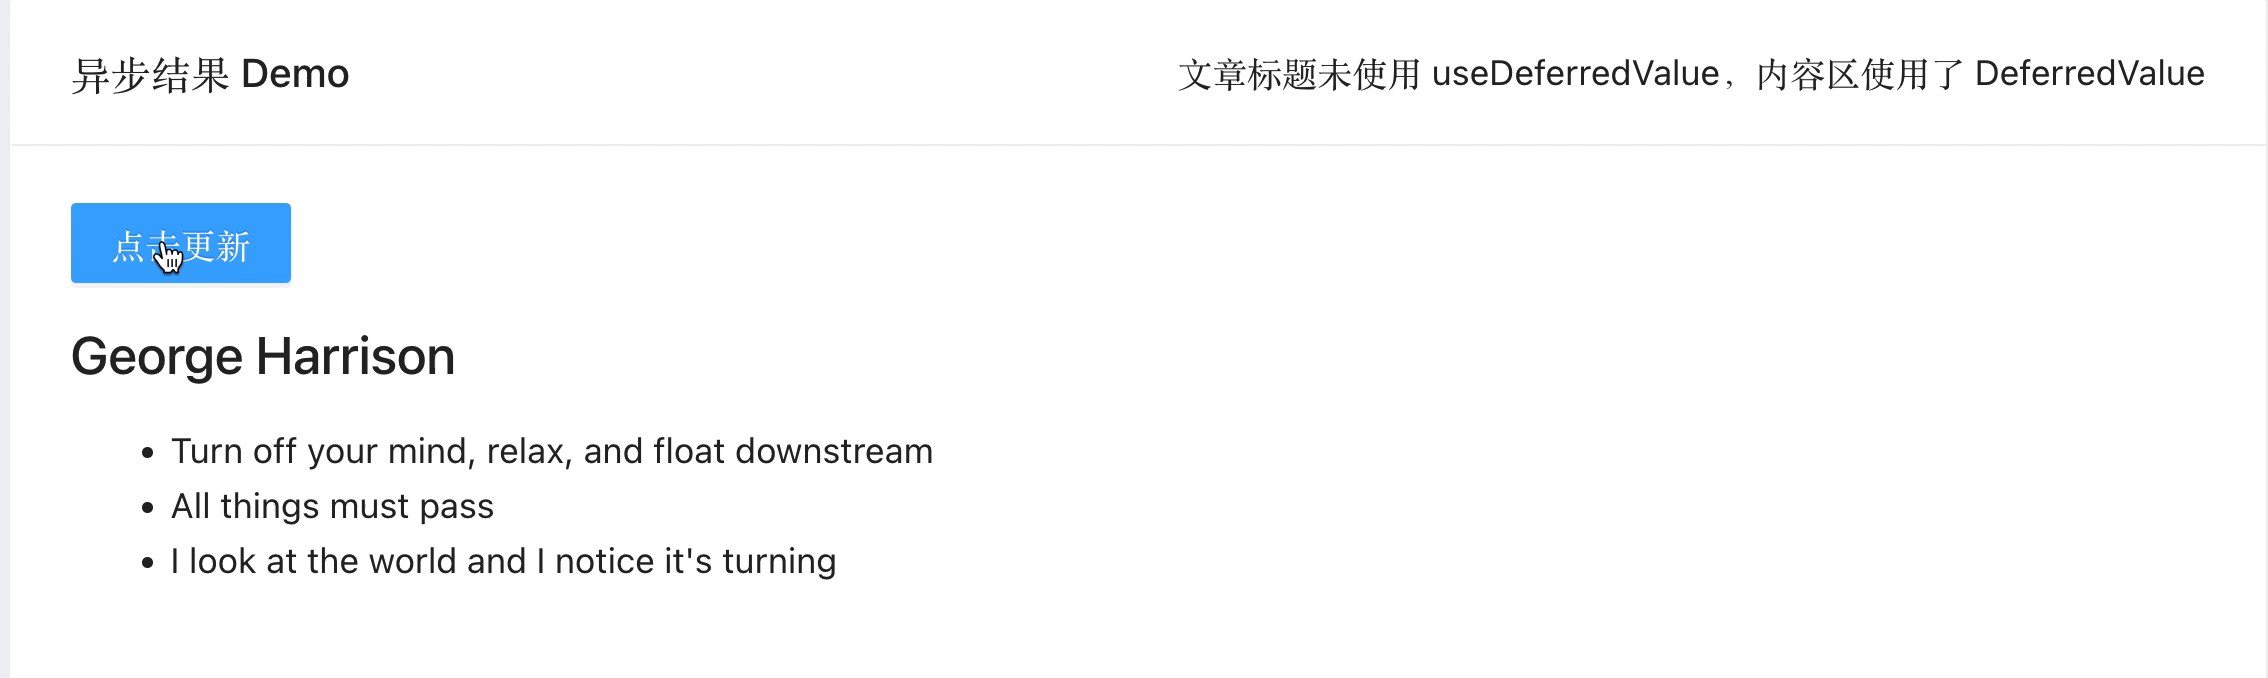 异步结果 Demo
文章标题未使用 useDeferredValue，内容区使用了 DeferredValue
点击更新
George Harrison
Turn off your mind, relax, and float downstream
All things must pass
I look at the world and I notice it's turning